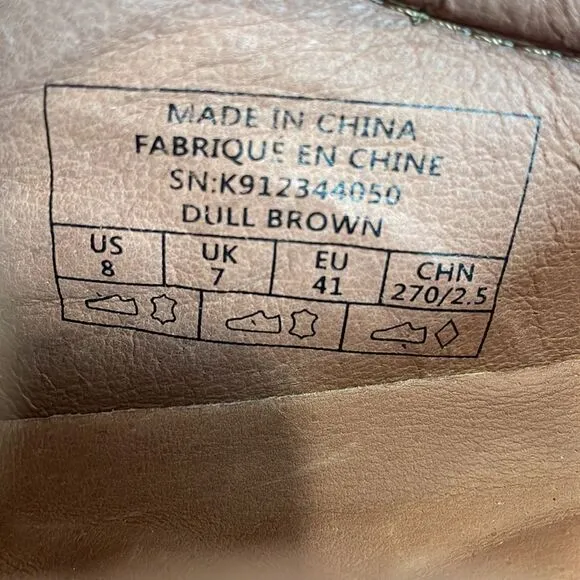 MADE IN CHINA
FABRIQUE EN CHINE
SN:K912344050
DULL BROWN
US UK EU CHN
8 7 41 270/2.5